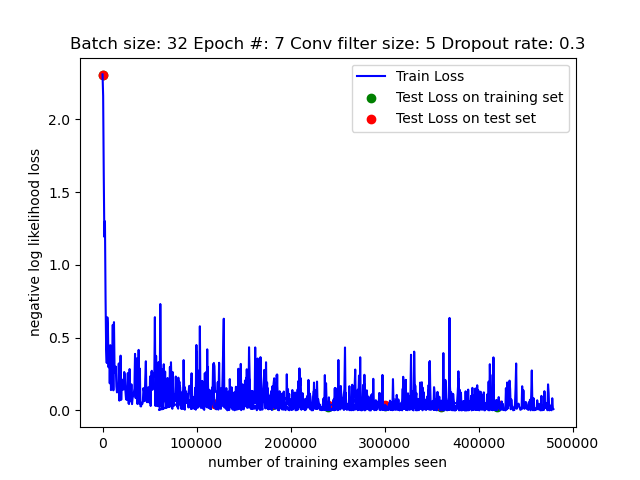 Batch size: 32 Epoch #: 7 Conv filter size: 5 Dropout rate: 0.3
Train Loss
Test Loss on training set
Test Loss on test set
negative log likelihood loss
2.0
1.5
1.0
0.5
0.0
0 100000 200000 300000 400000 500000
number of training examples seen